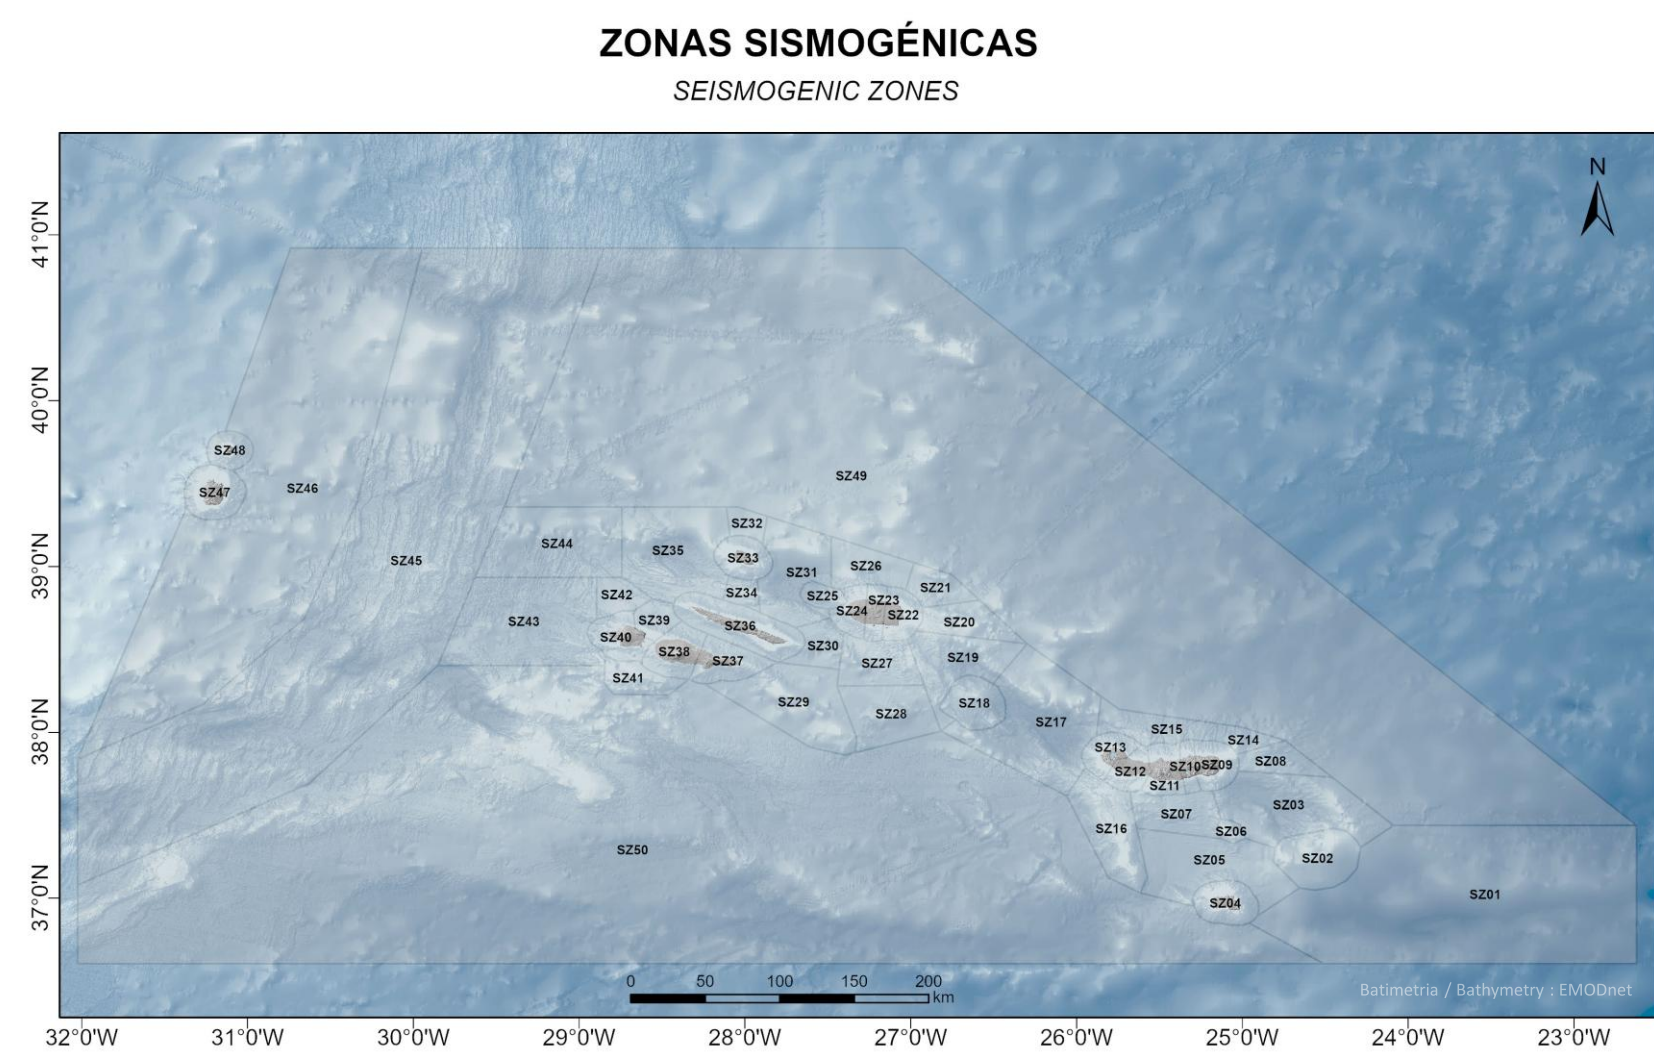 ZONAS SISMOGÉNICAS
SEISMOGENIC ZONES
N
41°0'N
40°0'N
39°0'N
38°0'N
37°0'N
SZ48
SZ47
SZ46
SZ49
SZ45
SZ44
SZ35
SZ32
SZ33
SZ31
SZ26
SZ21
SZ42
SZ34
SZ25
SZ23
SZ24
SZ22
SZ20
SZ43
SZ39
SZ36
SZ40
SZ38
SZ37
SZ30
SZ27
SZ19
SZ41
SZ29
SZ28
SZ18
SZ17
SZ15
SZ14
SZ13
SZ12
SZ10
SZ09
SZ08
SZ11
SZ07
SZ03
SZ16
SZ06
SZ05
SZ02
SZ50
SZ04
SZ01
0 50 100 150 200
km
Batimetria / Bathymetry : EMODnet
32°0'W 31°0'W 30°0'W 29°0'W 28°0'W 27°0'W 26°0'W 25°0'W 24°0'W 23°0'W